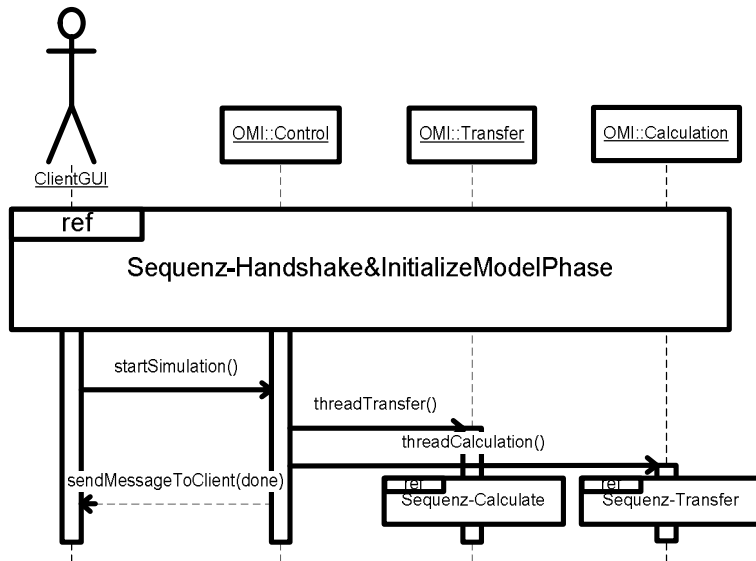 OMI::Control
OMI::Transfer
OMI::Calculation
ClientGUI
ref
Sequenz-Handshake&InitializeModelPhase
startSimulation()
threadTransfer()
threadCalculation()
sendMessageToClient(done)
ref
Sequenz-Calculate
ref
Sequenz-Transfer